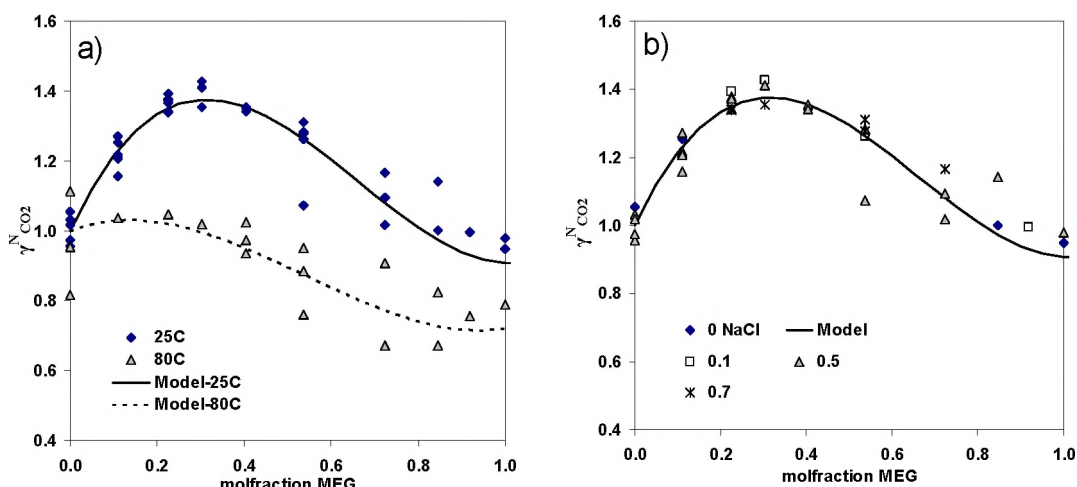 a)
1.6
1.4
1.2
1.0
0.8
0.6
0.4
γᴺCO2
25C
80C
Model-25C
Model-80C
0.0 0.2 0.4 0.6 0.8 1.0
molfraction MEG
b)
1.6
1.4
1.2
1.0
0.8
0.6
0.4
γᴺCO2
0 NaCl Model
0.1 0.5
0.7
0.0 0.2 0.4 0.6 0.8 1.0
molfraction MEG